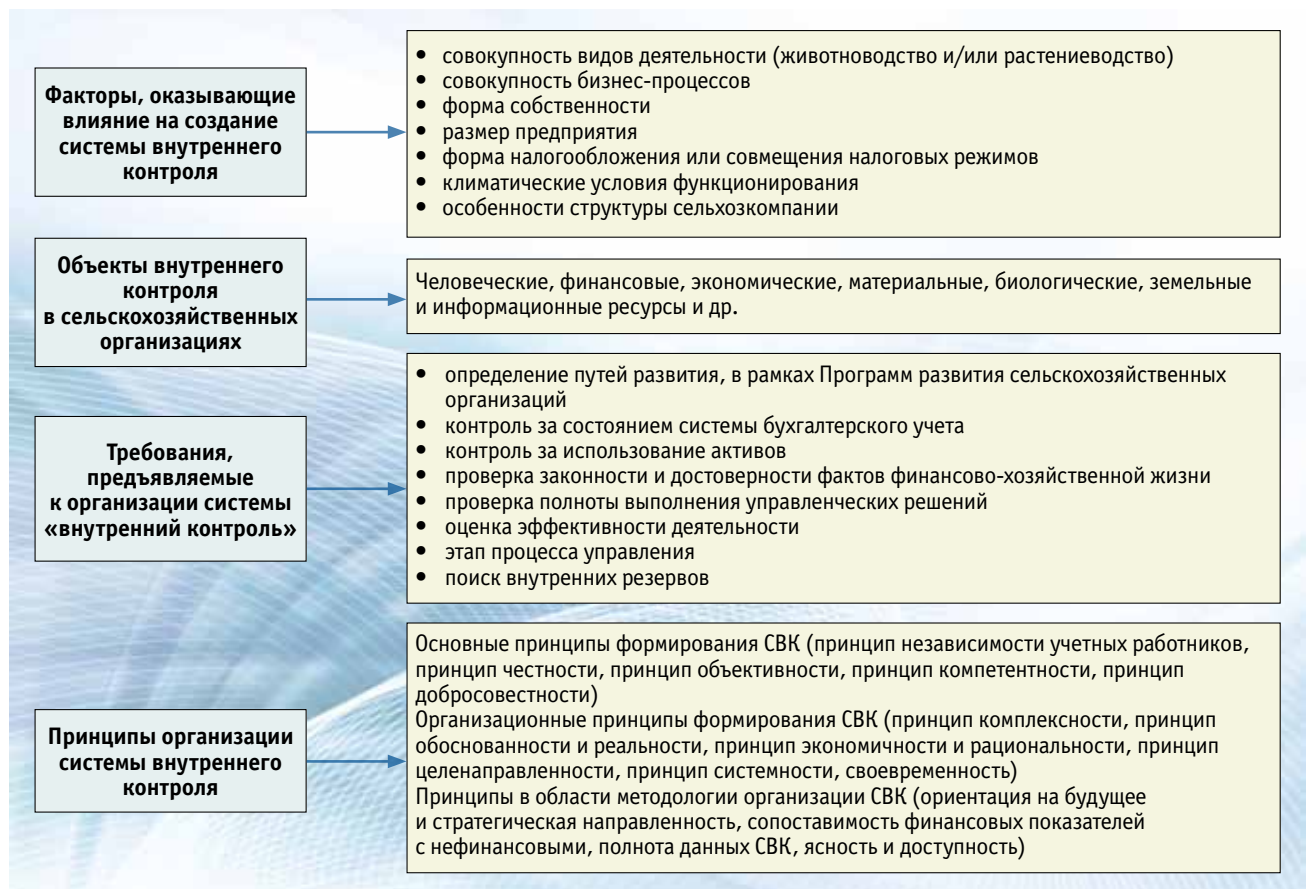 Факторы, оказывающие
влияние на создание
системы внутреннего
контроля
• совокупность видов деятельности (животноводство и/или растениеводство)
• совокупность бизнес-процессов
• форма собственности
• размер предприятия
• форма налогообложения или совмещения налоговых режимов
• климатические условия функционирования
• особенности структуры сельхозкомпании
Объекты внутреннего
контроля
в сельскохозяйственных
организациях
Человеческие, финансовые, экономические, материальные, биологические, земельные
и информационные ресурсы и др.
Требования,
предъявляемые
к организации системы
«внутренний контроль»
• определение путей развития, в рамках Программ развития сельскохозяйственных
организаций
• контроль за состоянием системы бухгалтерского учета
• контроль за использование активов
• проверка законности и достоверности фактов финансово-хозяйственной жизни
• проверка полноты выполнения управленческих решений
• оценка эффективности деятельности
• этап процесса управления
• поиск внутренних резервов
Принципы организации
системы внутреннего
контроля
Основные принципы формирования СВК (принцип независимости учетных работников,
принцип честности, принцип объективности, принцип компетентности, принцип
добросовестности)
Организационные принципы формирования СВК (принцип комплексности, принцип
обоснованности и реальности, принцип экономичности и рациональности, принцип
целенаправленности, принцип системности, своевременность)
Принципы в области методологии организации СВК (ориентация на будущее
и стратегическая направленность, сопоставимость финансовых показателей
с нефинансовыми, полнота данных СВК, ясность и доступность)